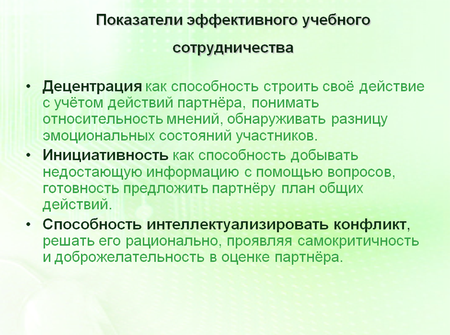 Показатели эффективного учебного
сотрудничества
• Децентрация как способность строить своё действие
с учётом действий партнёра, понимать
относительность мнений, обнаруживать разницу
эмоциональных состояний участников.
• Инициативность как способность добывать
недостающую информацию с помощью вопросов,
готовность предложить партнёру план общих
действий.
• Способность интеллектуализировать конфликт,
решать его рационально, проявляя самокритичность
и доброжелательность в оценке партнёра.